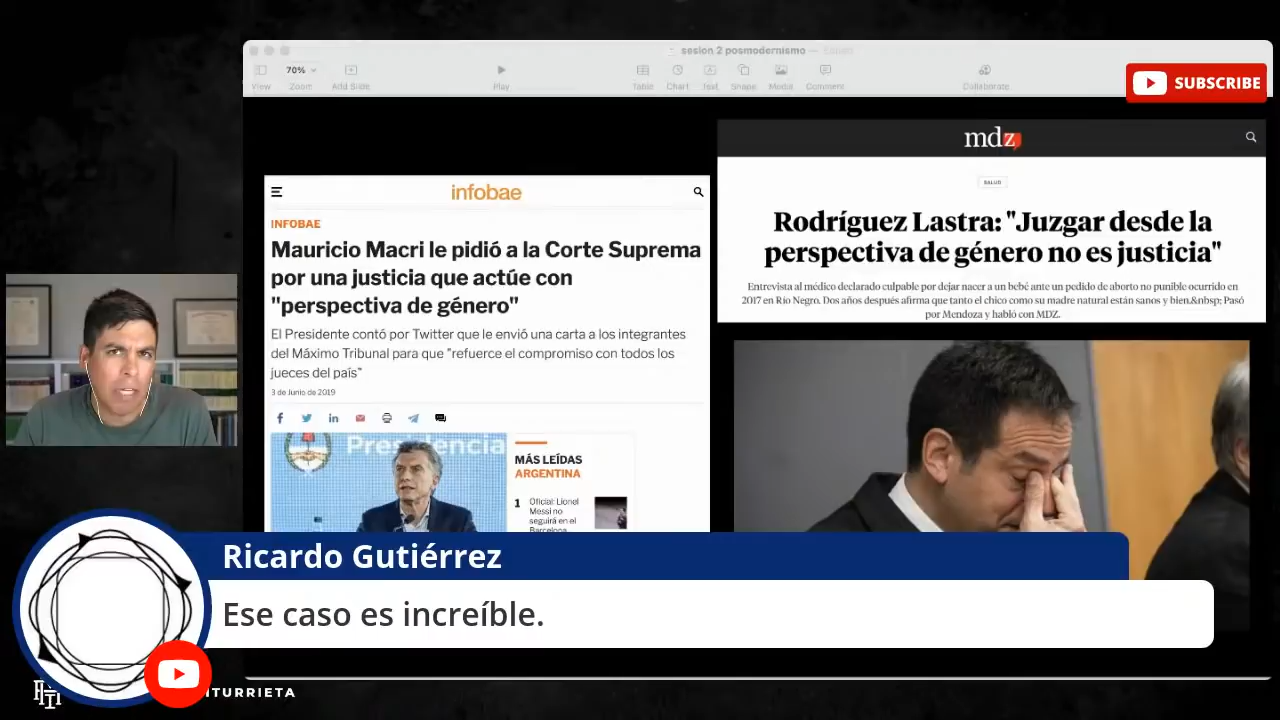 sesion 2 posmodernismo — Edited
70%
View
Zoom
Add Slide
Play
Table
Chart
Text
Shape
Media
Comment
Collaborate
SUBSCRIBE
infobae
INFOBAE
Mauricio Macri le pidió a la Corte Suprema
por una justicia que actúe con
"perspectiva de género"
El Presidente contó por Twitter que le envió una carta a los integrantes
del Máximo Tribunal para que "refuerce el compromiso con todos los
jueces del país"
3 de Junio de 2019
Presidencia
MÁS LEÍDAS
ARGENTINA
1
Oficial: Lionel
Messi no
seguirá en el
Barcelona
mdz
SALUD
Rodríguez Lastra: "Juzgar desde la
perspectiva de género no es justicia"
Entrevista al médico declarado culpable por dejar nacer a un bebé ante un pedido de aborto no punible ocurrido en
2017 en Río Negro. Dos años después afirma que tanto el chico como su madre natural están sanos y bien.&nbsp; Pasó
por Mendoza y habló con MDZ.
Ricardo Gutiérrez
Ese caso es increíble.
ITURRIETA